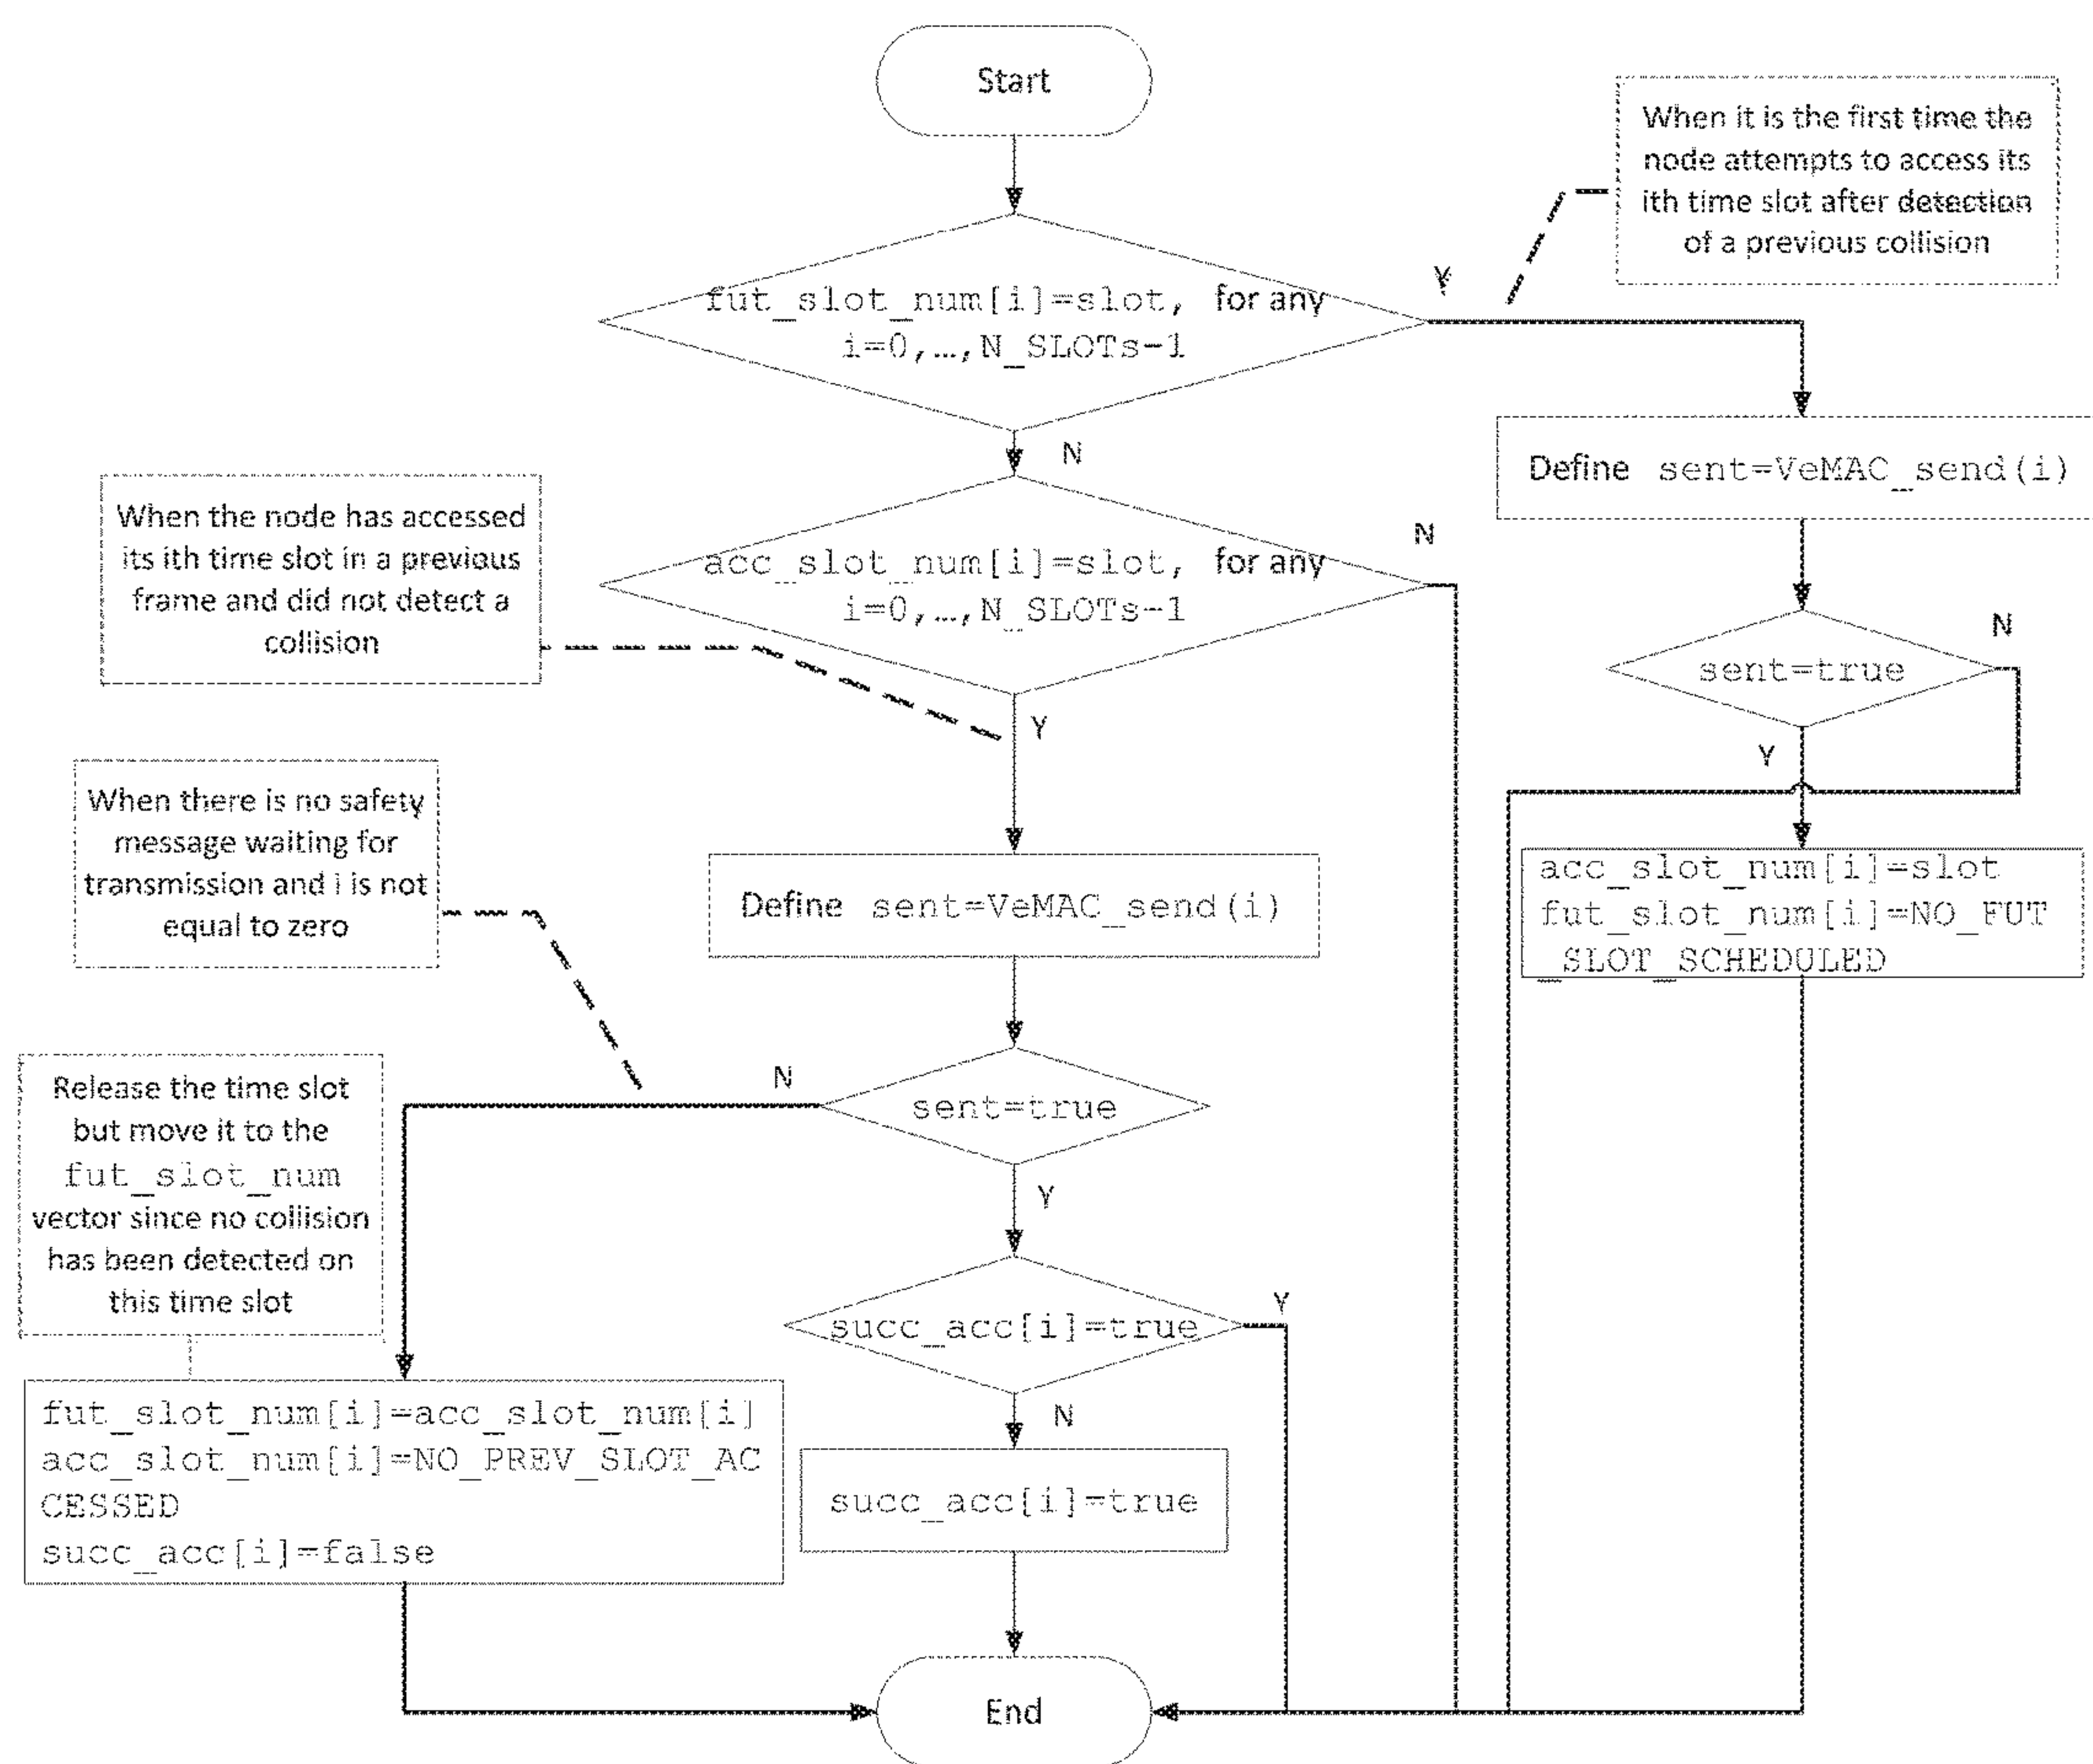 Start
When it is the first time the
node attempts to access its
ith time slot after detection
of a previous collision
Y
fut_slot_num[i]=slot, for any
i=0,…,N_SLOTs-1
N
Define sent=VeMAC_send(i)
When the node has accessed
its ith time slot in a previous
frame and did not detect a
collision
N
acc_slot_num[i]=slot, for any
i=0,…,N_SLOTs-1
N
sent=true
Y
Y
When there is no safety
message waiting for
transmission and i is not
equal to zero
Define sent=VeMAC_send(i)
acc_slot_num[i]=slot
fut_slot_num[i]=NO_FUT
_SLOT_SCHEDULED
N
sent=true
Release the time slot
but move it to the
fut_slot_num
vector since no collision
has been detected on
this time slot
Y
Y
succ_acc[i]=true
N
fut_slot_num[i]=acc_slot_num[i]
acc_slot_num[i]=NO_PREV_SLOT_AC
CESSED
succ_acc[i]=false
succ_acc[i]=true
End